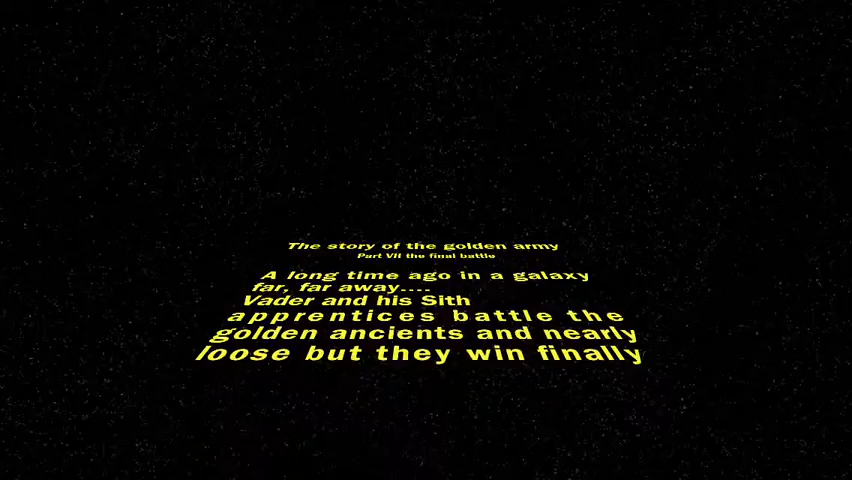 The story of the golden army
Part VII the final battle
A long time ago in a galaxy
far, far away....
Vader and his Sith
apprentices battle the
golden ancients and nearly
loose but they win finally